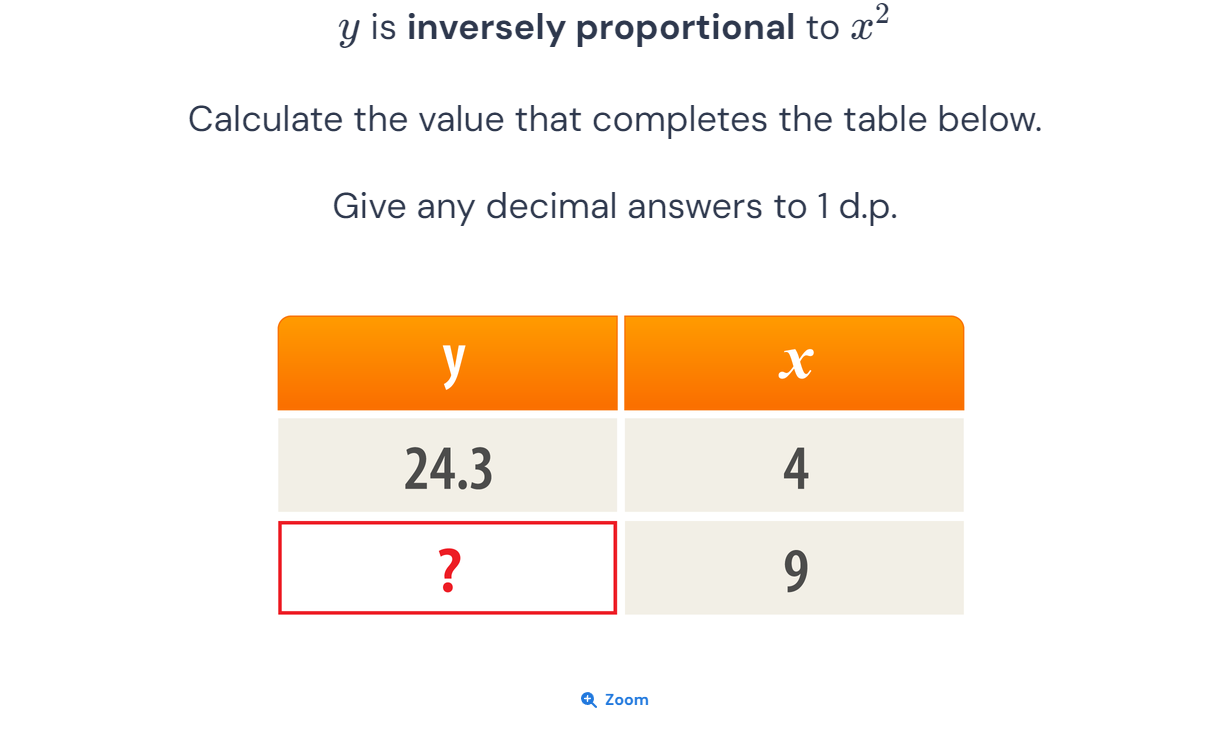 y is inversely proportional to x²
Calculate the value that completes the table below.
Give any decimal answers to 1 d.p.
y x
24.3 4
? 9
Zoom